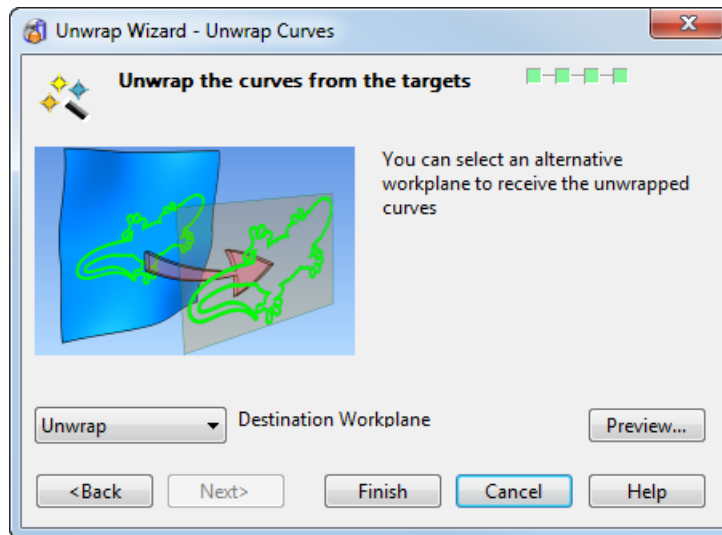 Unwrap Wizard - Unwrap Curves
Unwrap the curves from the targets
You can select an alternative
workplane to receive the unwrapped
curves
Unwrap Destination Workplane Preview...
<Back Next> Finish Cancel Help